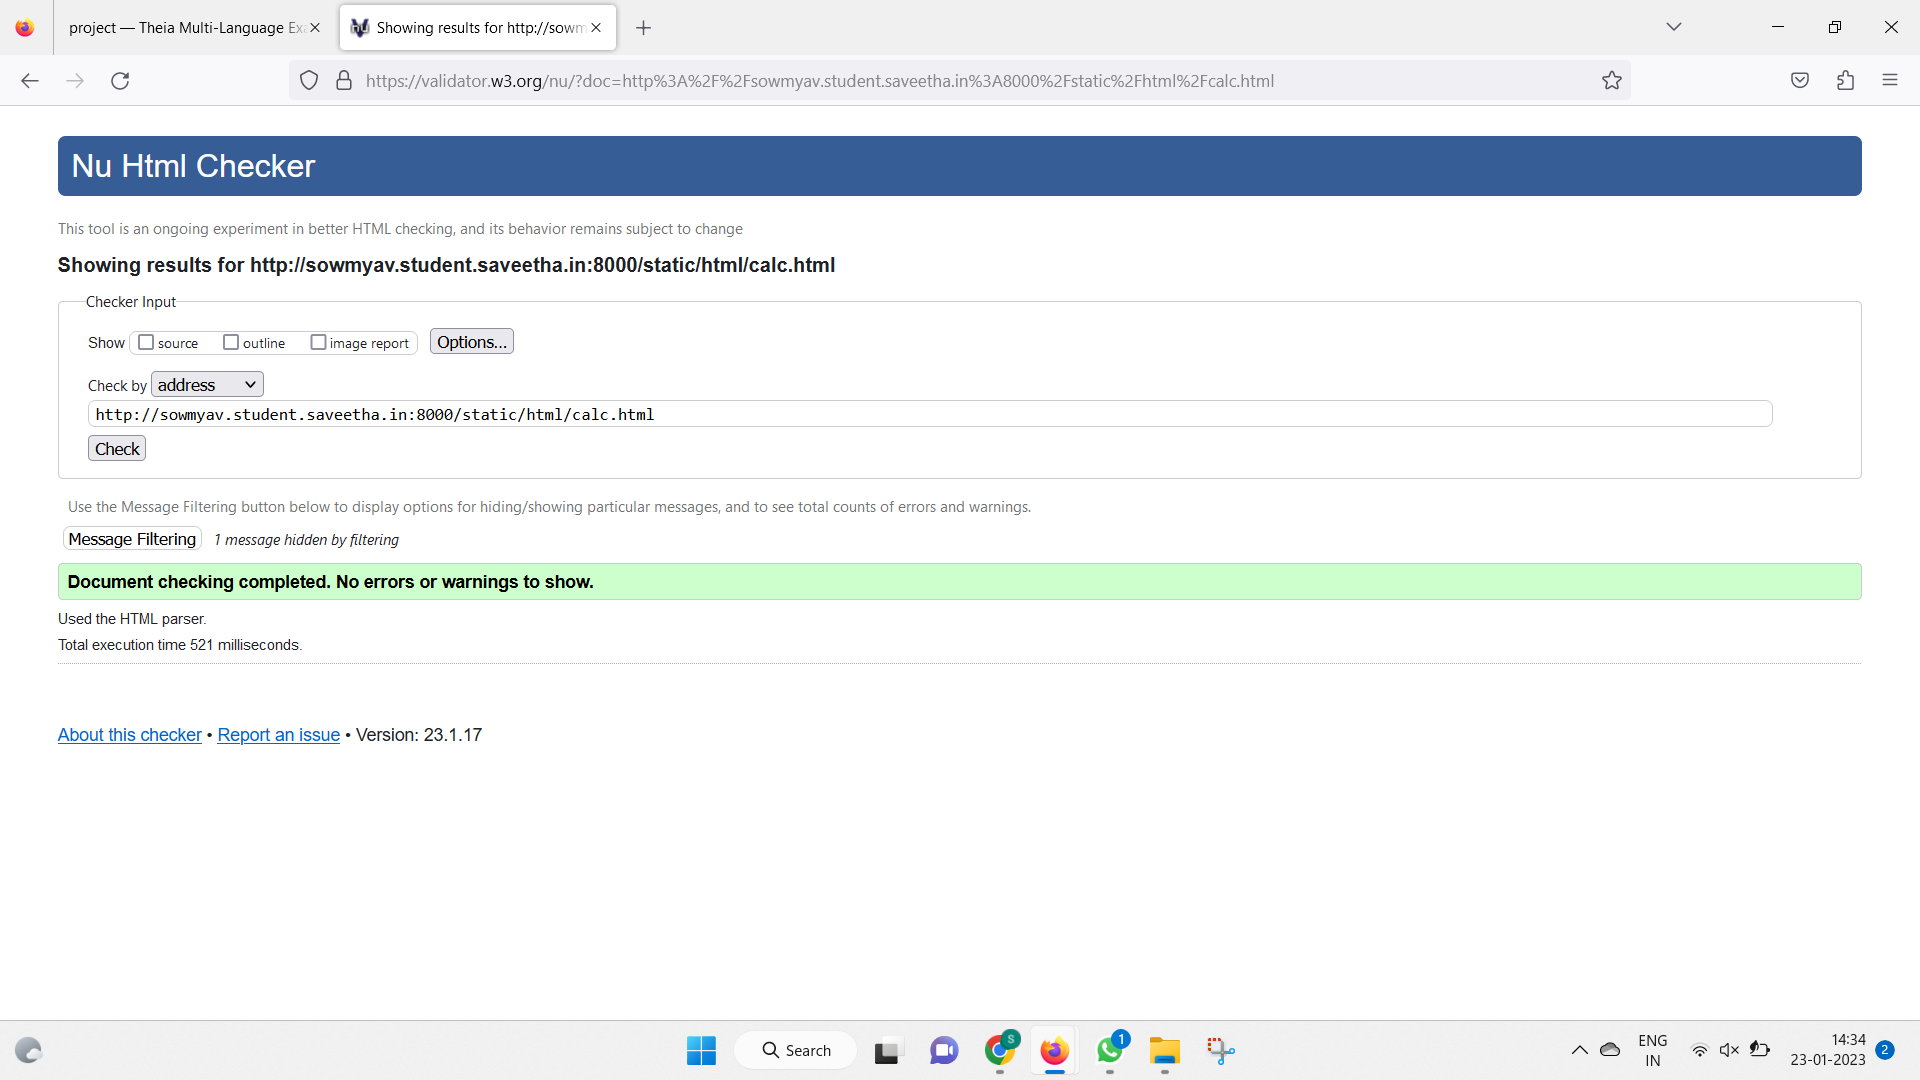 project — Theia Multi-Language Exa
Showing results for http://sowm
https://validator.w3.org/nu/?doc=http%3A%2F%2Fsowmyav.student.saveetha.in%3A8000%2Fstatic%2Fhtml%2Fcalc.html
Nu Html Checker
This tool is an ongoing experiment in better HTML checking, and its behavior remains subject to change
Showing results for http://sowmyav.student.saveetha.in:8000/static/html/calc.html
Checker Input
Show source outline image report Options...
Check by address
http://sowmyav.student.saveetha.in:8000/static/html/calc.html
Check
Use the Message Filtering button below to display options for hiding/showing particular messages, and to see total counts of errors and warnings.
Message Filtering 1 message hidden by filtering
Document checking completed. No errors or warnings to show.
Used the HTML parser.
Total execution time 521 milliseconds.
About this checker • Report an issue • Version: 23.1.17
Search
S
1
ENG
IN
14:34
23-01-2023
2